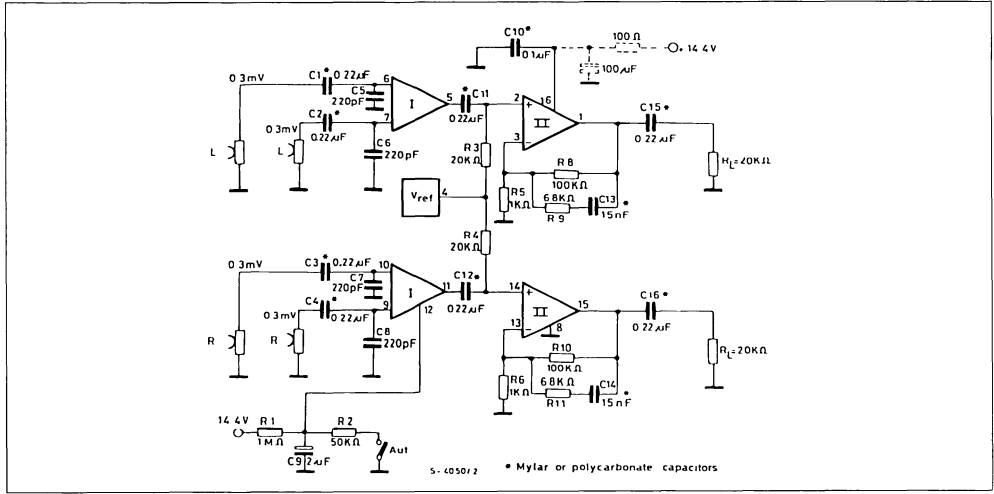 C10*
0.1µF
100Ω
+ 14 4V
100µF
0 3mV
C1* 0.22µF
6
C5
220pF
I
5
* C11
0.22µF
2
+
16
II
1
C15*
0.22µF
C2*
0 3mV
0.22µF
7
C6
220pF
L
L
R3
20KΩ
3
-
R8
100KΩ
R5
1KΩ
68KΩ
R9
C13
15nF*
RL=20KΩ
Vref
4
R4
20KΩ
0 3mV
C3* 0.22µF
10
C7
220pF
I
11
12
C12*
0.22µF
14
+
II
15
C16*
0.22µF
C4*
0 3mV
0.22µF
9
C8
220pF
R
R
13
-
8
R10
100KΩ
R6
1KΩ
68KΩ
R11
C14
15nF*
RL=20KΩ
14 4V
R1
1MΩ
R2
50KΩ
C9 2µF
Aut
S-4050/2
* Mylar or polycarbonate capacitors